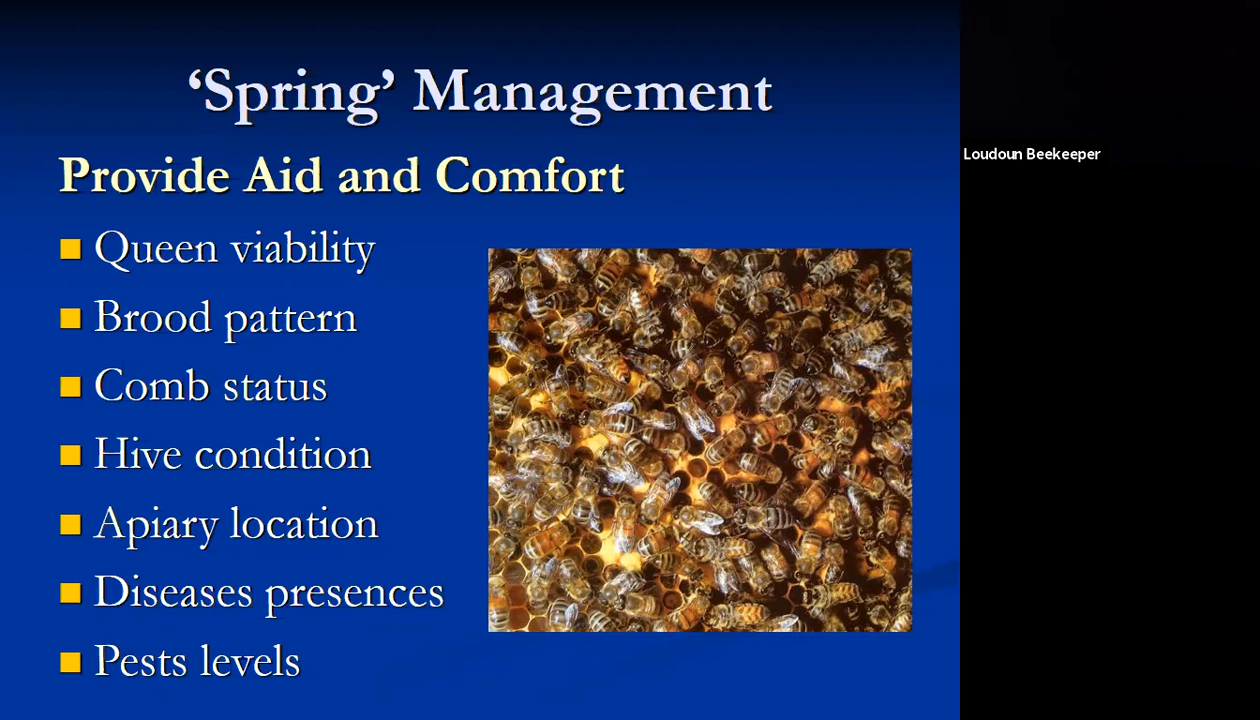 ‘Spring’ Management
Provide Aid and Comfort
Queen viability
Brood pattern
Comb status
Hive condition
Apiary location
Diseases presences
Pests levels
Loudoun Beekeeper